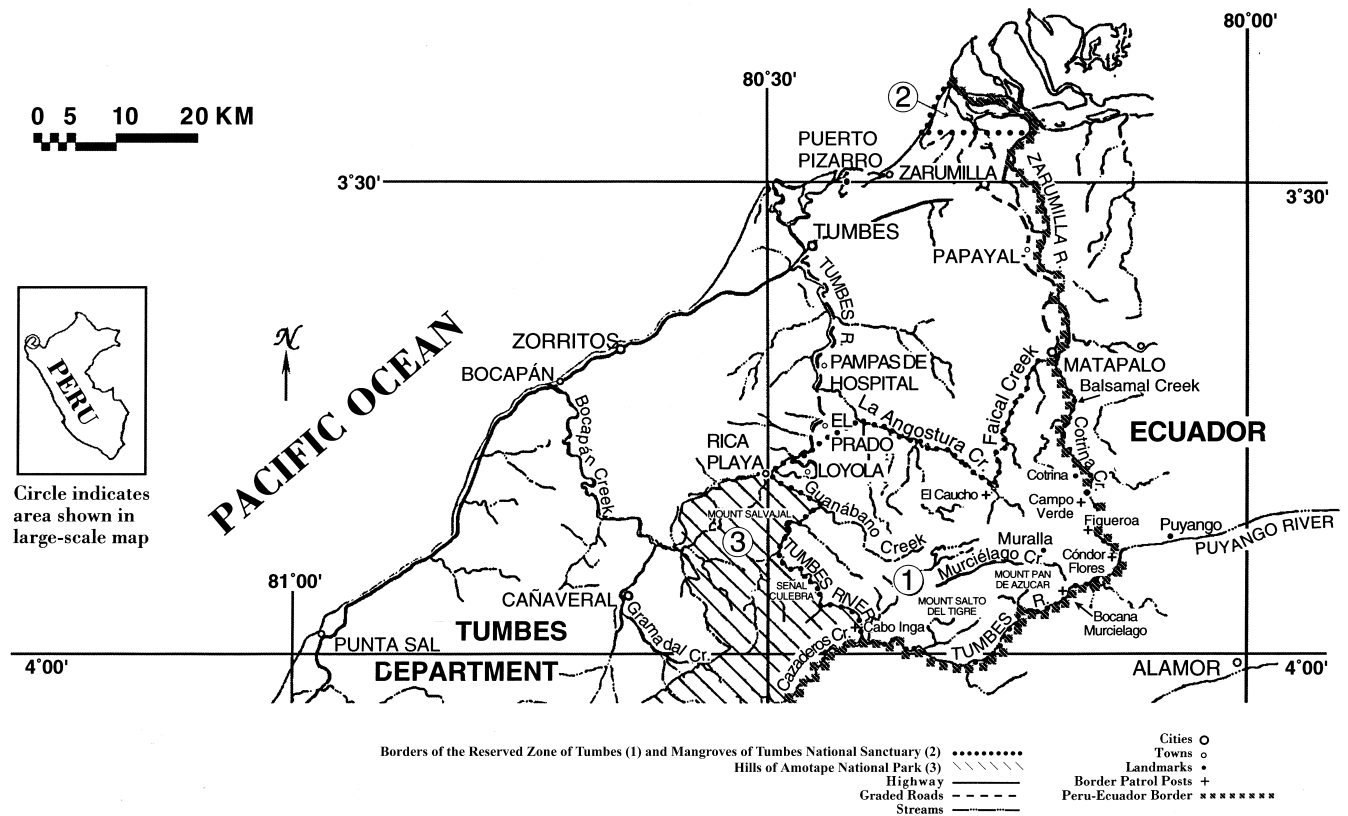 80°00'
80°30'
0 5 10 20 KM
2
PUERTO
PIZARRO
ZARUMILLA
3°30'
3°30'
ZARUMILLA R.
TUMBES
PAPAYAL
TUMBES R.
N
PACIFIC OCEAN
ZORRITOS
BOCAPÁN
PERU
PAMPAS DE
HOSPITAL
MATAPALO
Balsamal Creek
Faical Creek
Bocapán Creek
La Angostura Cr.
EL
PRADO
ECUADOR
Cotrina Cr.
RICA
PLAYA
LOYOLA
Cotrina
El Caucho
Campo
Verde
Guanábano
Creek
Circle indicates
area shown in
large-scale map
MOUNT SALVAJAL
3
Figueroa
Puyango
PUYANGO RIVER
Muralla
Murciélago Cr.
Cóndor
Flores
TUMBES RIVER
1
MOUNT PAN
DE AZUCAR
81°00'
SEÑAL
CULEBRA
CAÑAVERAL
MOUNT SALTO
DEL TIGRE
Bocana
Murcielago
Gramadal Cr.
TUMBES
DEPARTMENT
PUNTA SAL
Cazaderos Cr.
Cabo Inga
TUMBES R.
4°00'
ALAMOR
4°00'
Borders of the Reserved Zone of Tumbes (1) and Mangroves of Tumbes National Sanctuary (2)
Hills of Amotape National Park (3)
Highway
Graded Roads
Streams
Cities
Towns
Landmarks
Border Patrol Posts
Peru-Ecuador Border